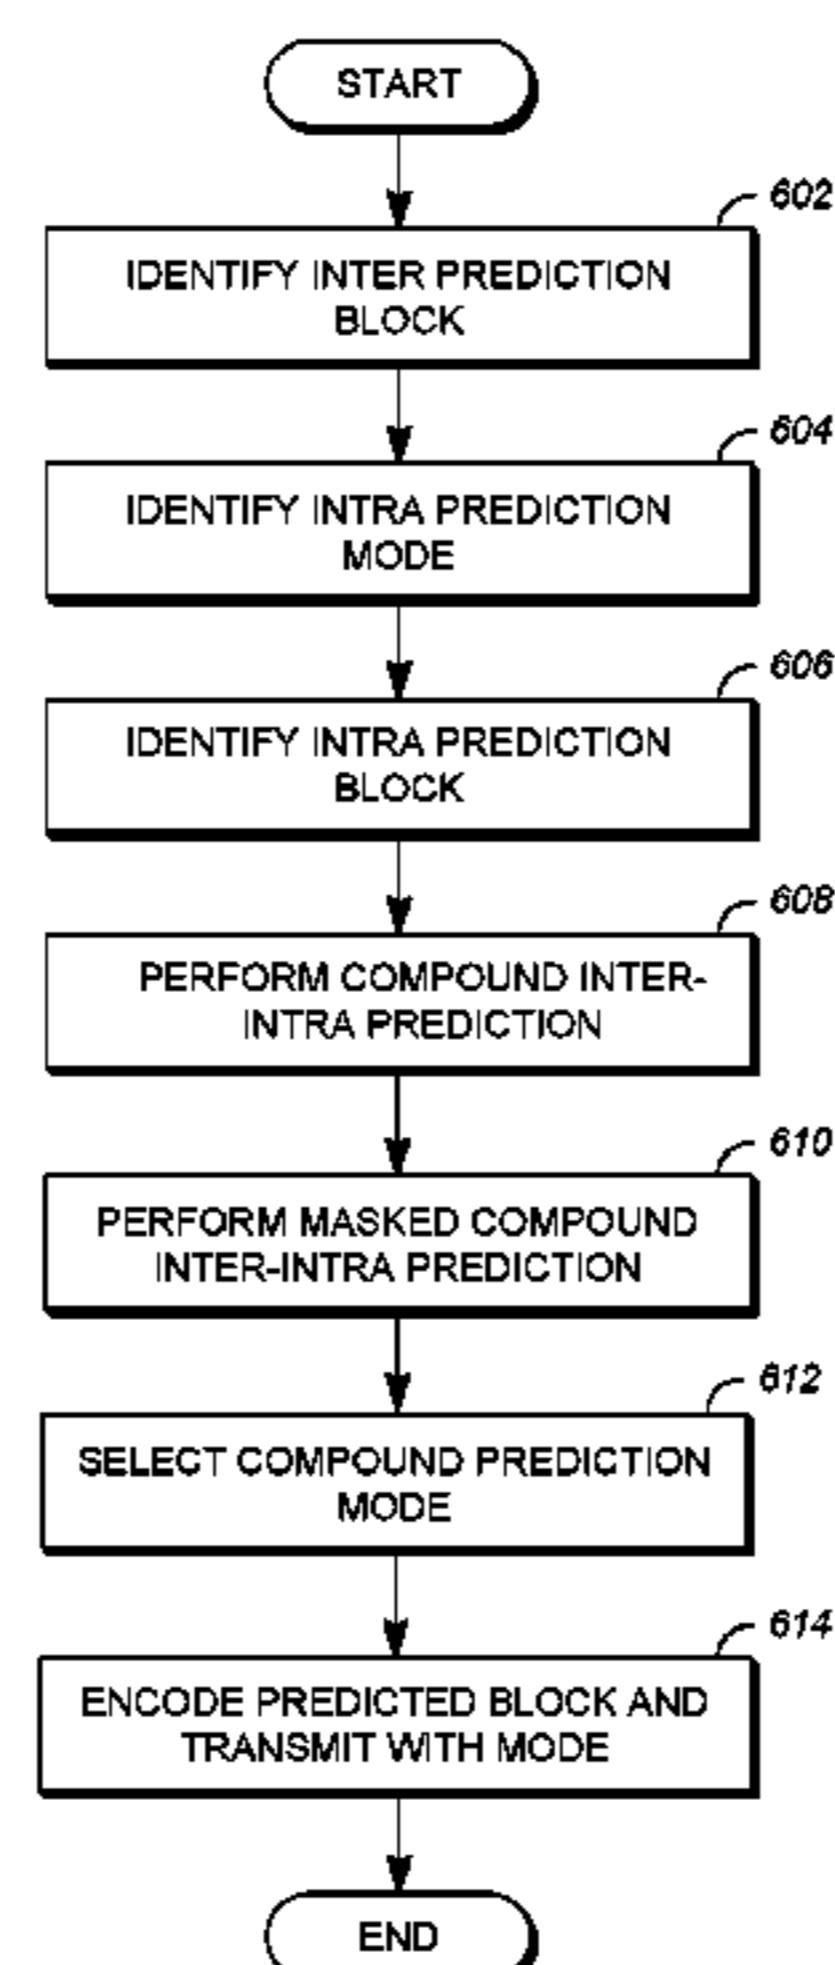 START
602
IDENTIFY INTER PREDICTION
BLOCK
604
IDENTIFY INTRA PREDICTION
MODE
606
IDENTIFY INTRA PREDICTION
BLOCK
608
PERFORM COMPOUND INTER-
INTRA PREDICTION
610
PERFORM MASKED COMPOUND
INTER-INTRA PREDICTION
612
SELECT COMPOUND PREDICTION
MODE
614
ENCODE PREDICTED BLOCK AND
TRANSMIT WITH MODE
END